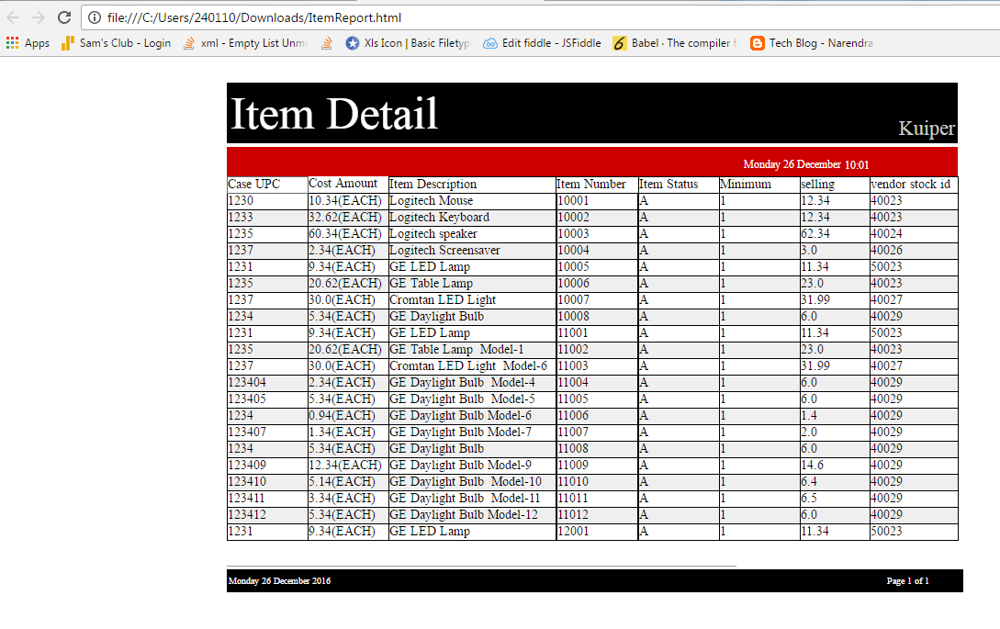 file:///C:/Users/240110/Downloads/ItemReport.html
Apps Sam's Club - Login xml - Empty List Unm Xls Icon | Basic Filetyp Edit fiddle - JSFiddle Babel · The compiler f Tech Blog - Narendra
Item Detail
Kuiper
Monday 26 December 10:01
Case UPC Cost Amount Item Description Item Number Item Status Minimum selling vendor stock id
1230 10.34(EACH) Logitech Mouse 10001 A 1 12.34 40023
1233 32.62(EACH) Logitech Keyboard 10002 A 1 12.34 40023
1235 60.34(EACH) Logitech speaker 10003 A 1 62.34 40024
1237 2.34(EACH) Logitech Screensaver 10004 A 1 3.0 40026
1231 9.34(EACH) GE LED Lamp 10005 A 1 11.34 50023
1235 20.62(EACH) GE Table Lamp 10006 A 1 23.0 40023
1237 30.0(EACH) Cromtan LED Light 10007 A 1 31.99 40027
1234 5.34(EACH) GE Daylight Bulb 10008 A 1 6.0 40029
1231 9.34(EACH) GE LED Lamp 11001 A 1 11.34 50023
1235 20.62(EACH) GE Table Lamp  Model-1 11002 A 1 23.0 40023
1237 30.0(EACH) Cromtan LED Light  Model-6 11003 A 1 31.99 40027
123404 2.34(EACH) GE Daylight Bulb  Model-4 11004 A 1 6.0 40029
123405 5.34(EACH) GE Daylight Bulb  Model-5 11005 A 1 6.0 40029
1234 0.94(EACH) GE Daylight Bulb Model-6 11006 A 1 1.4 40029
123407 1.34(EACH) GE Daylight Bulb Model-7 11007 A 1 2.0 40029
1234 5.34(EACH) GE Daylight Bulb 11008 A 1 6.0 40029
123409 12.34(EACH) GE Daylight Bulb Model-9 11009 A 1 14.6 40029
123410 5.14(EACH) GE Daylight Bulb  Model-10 11010 A 1 6.4 40029
123411 3.34(EACH) GE Daylight Bulb  Model-11 11011 A 1 6.5 40029
123412 5.34(EACH) GE Daylight Bulb Model-12 11012 A 1 6.0 40029
1231 9.34(EACH) GE LED Lamp 12001 A 1 11.34 50023
Monday 26 December 2016 Page 1 of 1